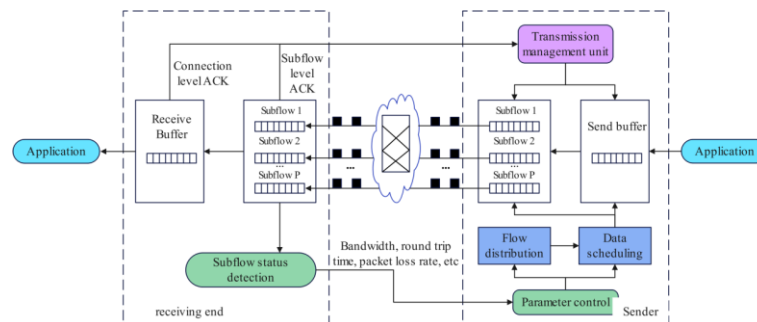 Transmission
management unit
Connection
level ACK
Subflow
level
ACK
Receive
Buffer
Subflow 1
Subflow 2
...
Subflow P
...
...
Subflow 1
Subflow 2
...
Subflow P
Send buffer
Application
Application
Flow
distribution
Data
scheduling
Bandwidth, round trip
time, packet loss rate, etc
Subflow status
detection
Parameter control
receiving end
Sender